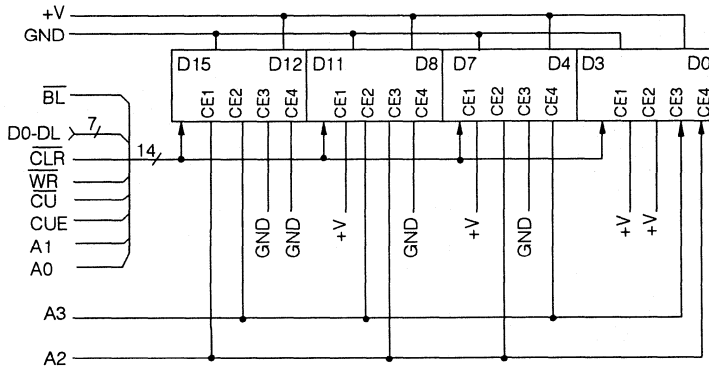 +V
GND
D15 D12 D11 D8 D7 D4 D3 D0
CE1 CE2 CE3 CE4 CE1 CE2 CE3 CE4 CE1 CE2 CE3 CE4 CE1 CE2 CE3 CE4
BL
D0-DL 7
CLR 14
WR
CU
CUE
A1
A0
GND GND +V GND +V GND +V +V
A3
A2